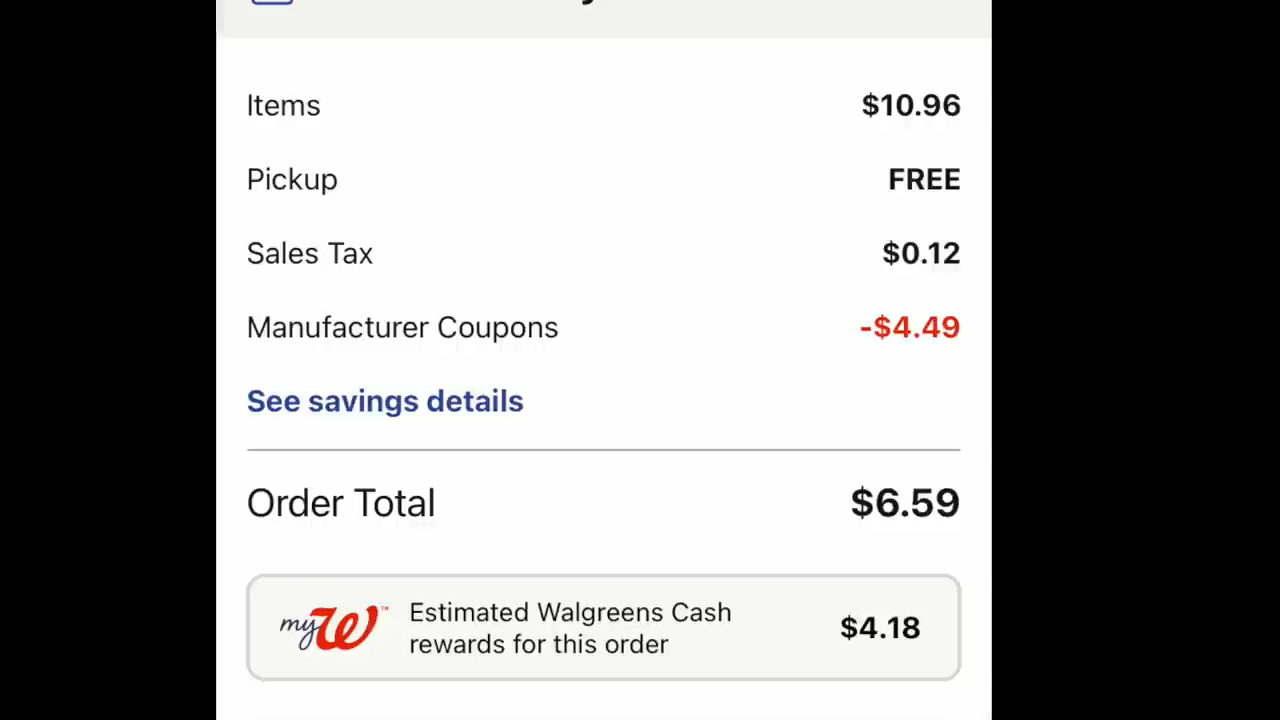 Items $10.96
Pickup FREE
Sales Tax $0.12
Manufacturer Coupons -$4.49
See savings details
Order Total $6.59
myW™ Estimated Walgreens Cash
rewards for this order $4.18